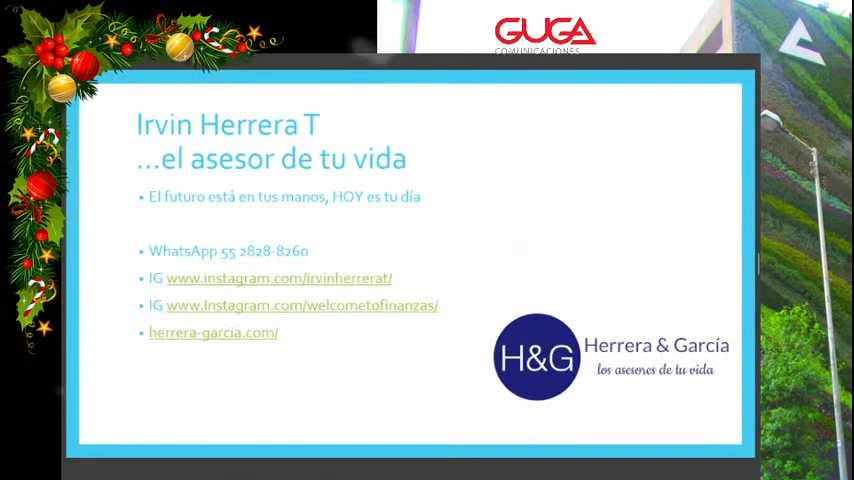 GUGA
COMUNICACIONES
Irvin Herrera T
...el asesor de tu vida
• El futuro está en tus manos, HOY es tu día
• WhatsApp 55 2828-8260
• IG www.instagram.com/irvinherrerat/
• IG www.Instagram.com/welcometofinanzas/
• herrera-garcia.com/
H&G
Herrera & García
los asesores de tu vida